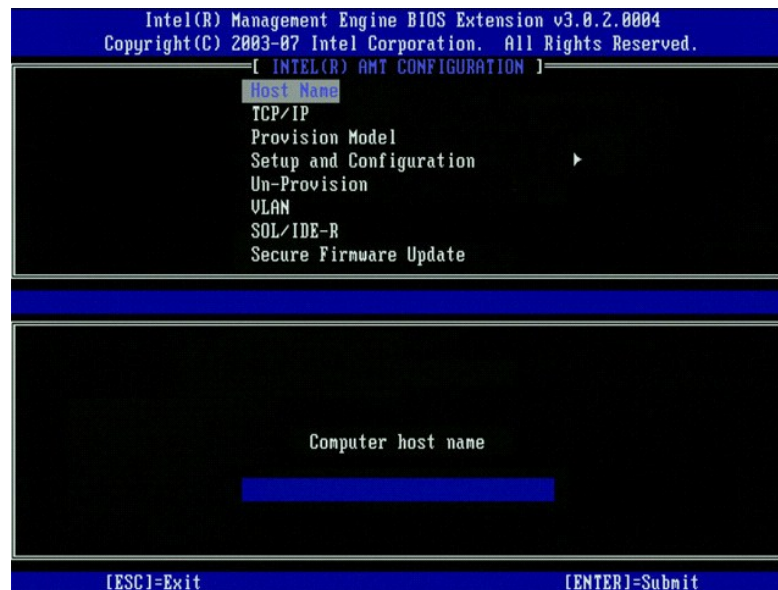 Intel(R) Management Engine BIOS Extension v3.0.2.0004
Copyright(C) 2003-07 Intel Corporation. All Rights Reserved.
[ INTEL(R) AMT CONFIGURATION ]
Host Name
TCP/IP
Provision Model
Setup and Configuration
Un-Provision
VLAN
SOL/IDE-R
Secure Firmware Update
Computer host name
[ESC]=Exit [ENTER]=Submit